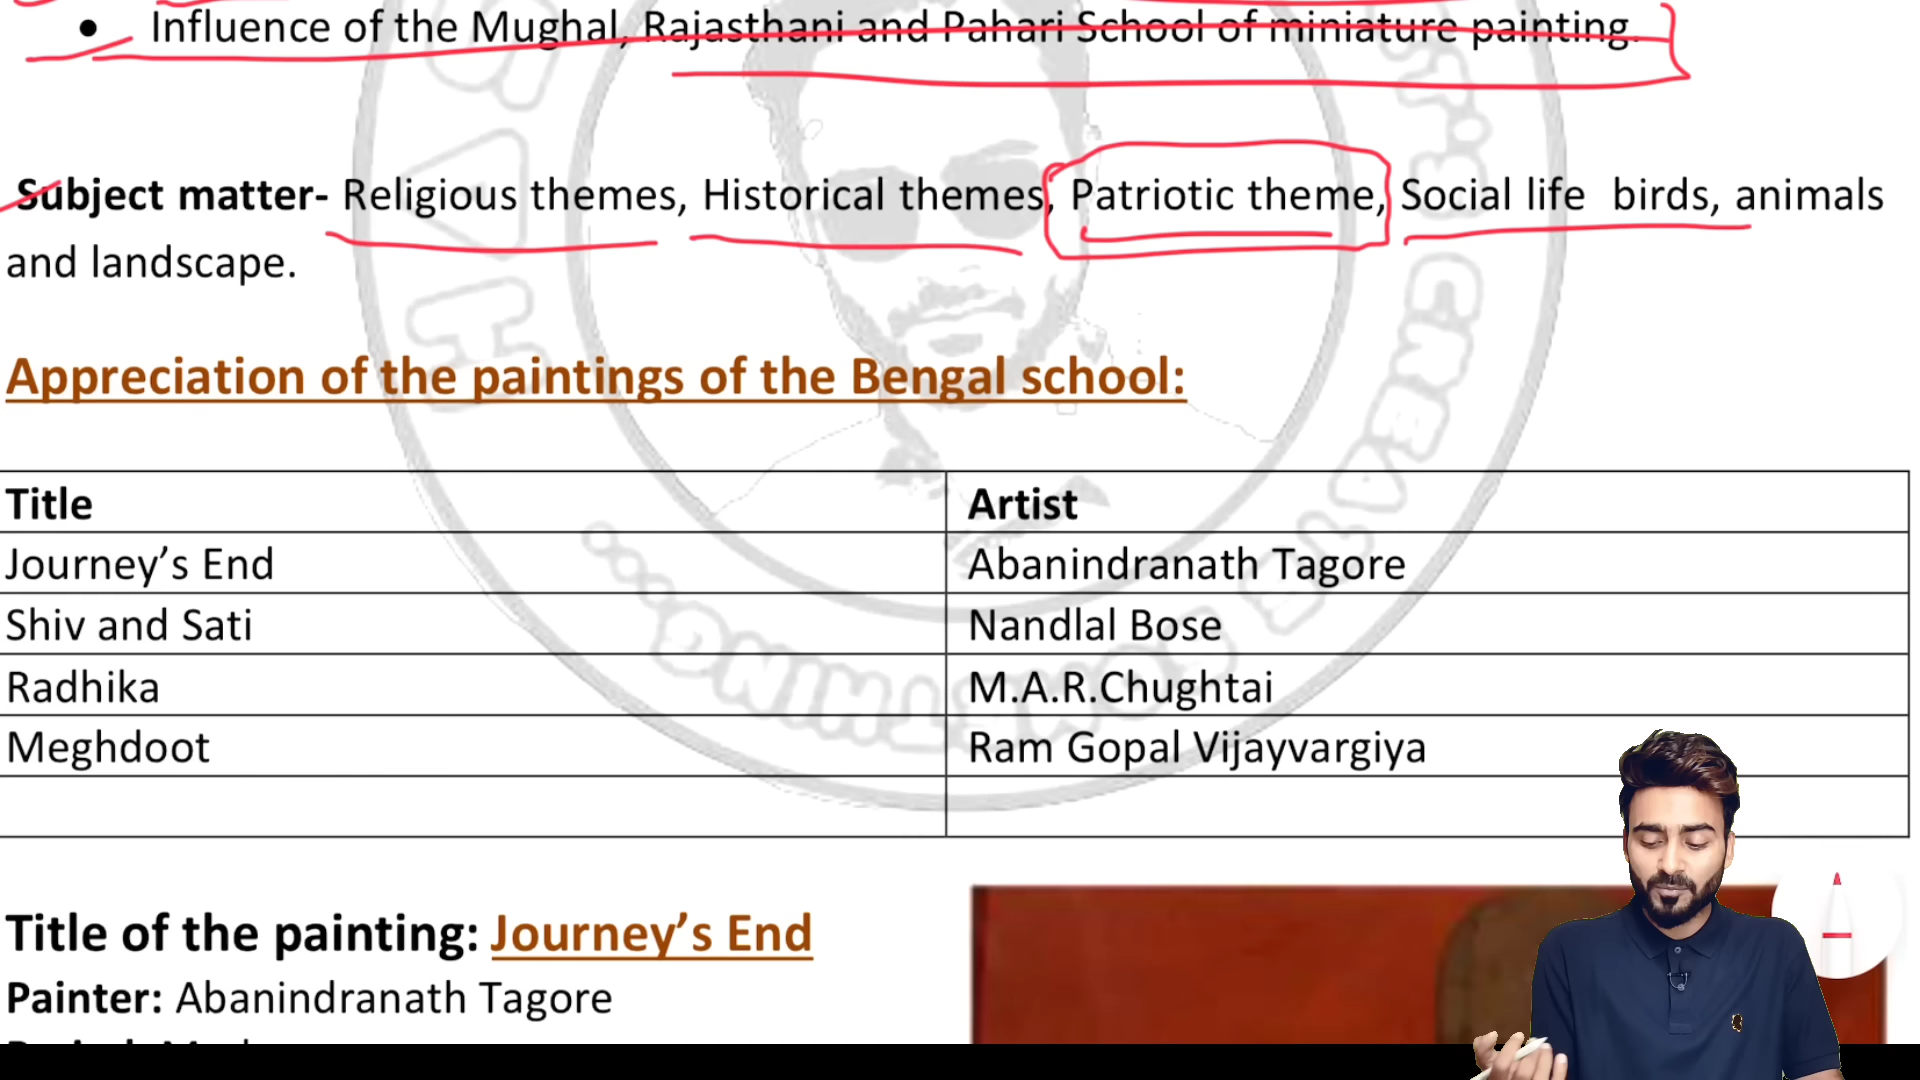 • Influence of the Mughal, Rajasthani and Pahari School of miniature painting.
Subject matter- Religious themes, Historical themes, Patriotic theme, Social life birds, animals
and landscape.
Appreciation of the paintings of the Bengal school:
Title Artist
Journey’s End Abanindranath Tagore
Shiv and Sati Nandlal Bose
Radhika M.A.R.Chughtai
Meghdoot Ram Gopal Vijayvargiya
Title of the painting: Journey’s End
Painter: Abanindranath Tagore